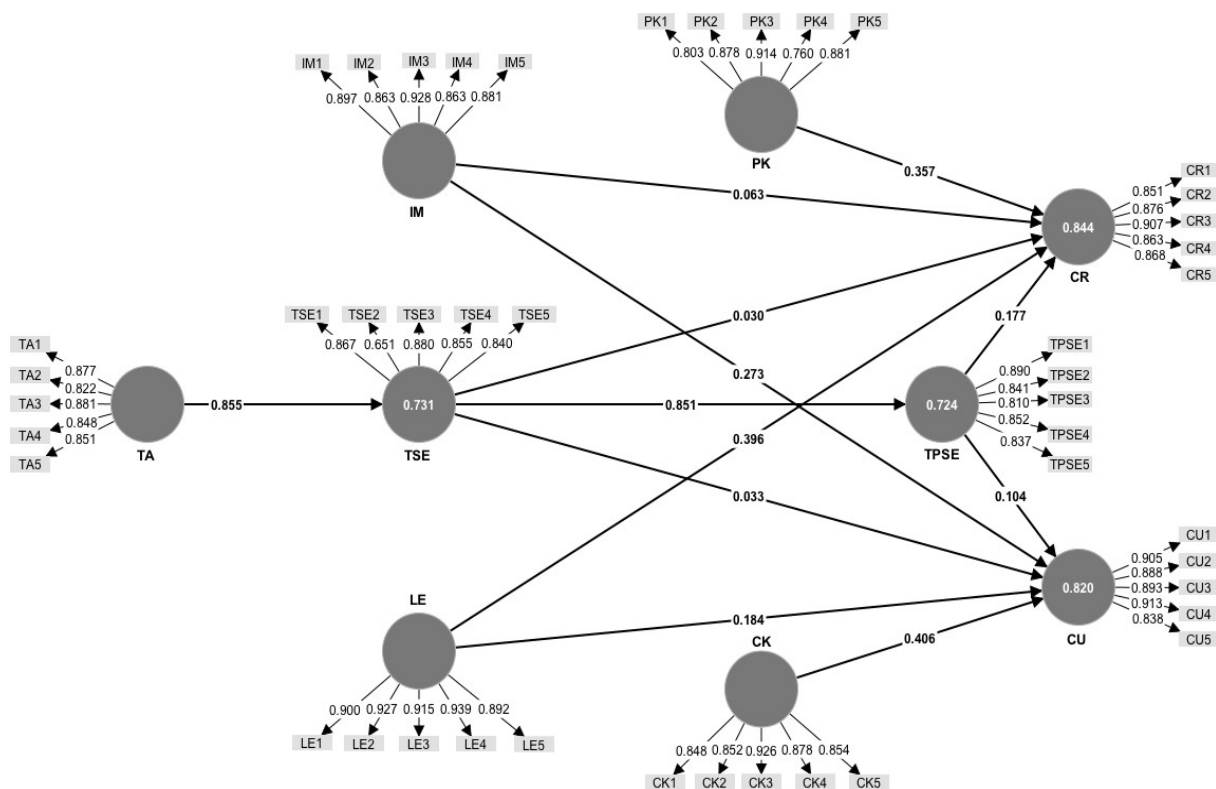 PK1 PK2 PK3 PK4 PK5
0.803 0.878 0.914 0.760 0.881
PK
IM1 IM2 IM3 IM4 IM5
0.897 0.863 0.928 0.863 0.881
IM
0.357
0.063
CR1
CR2
CR3
CR4
CR5
0.851
0.876
0.907
0.863
0.868
0.844
CR
TSE1 TSE2 TSE3 TSE4 TSE5
0.867 0.651 0.880 0.855 0.840
0.030
0.177
TA1
TA2
TA3
TA4
TA5
0.877
0.822
0.881
0.848
0.851
TA
0.855
0.731
TSE
0.273
0.851
0.396
0.724
TPSE
TPSE1
TPSE2
TPSE3
TPSE4
TPSE5
0.890
0.841
0.810
0.852
0.837
0.033
0.104
LE
0.184
0.900 0.927 0.915 0.939 0.892
LE1 LE2 LE3 LE4 LE5
CK
0.406
0.848 0.852 0.926 0.878 0.854
CK1 CK2 CK3 CK4 CK5
0.820
CU
0.905
0.888
0.893
0.913
0.838
CU1
CU2
CU3
CU4
CU5